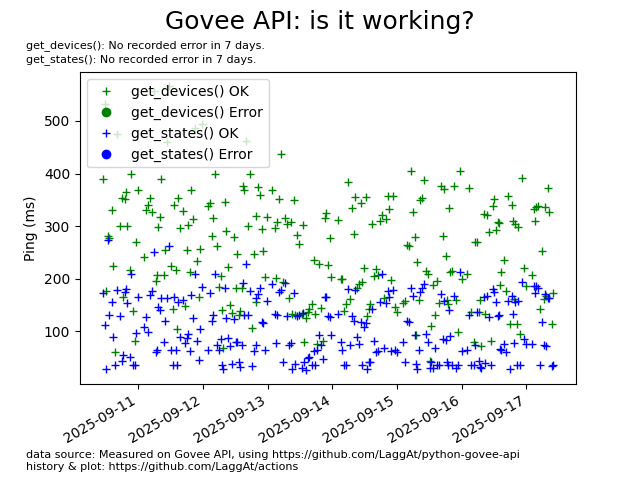 Govee API: is it working?
get_devices(): No recorded error in 7 days.
get_states(): No recorded error in 7 days.
get_devices() OK
get_devices() Error
get_states() OK
get_states() Error
Ping (ms)
500
400
300
200
100
2025-09-11
2025-09-12
2025-09-13
2025-09-14
2025-09-15
2025-09-16
2025-09-17
data source: Measured on Govee API, using https://github.com/LaggAt/python-govee-api
history & plot: https://github.com/LaggAt/actions